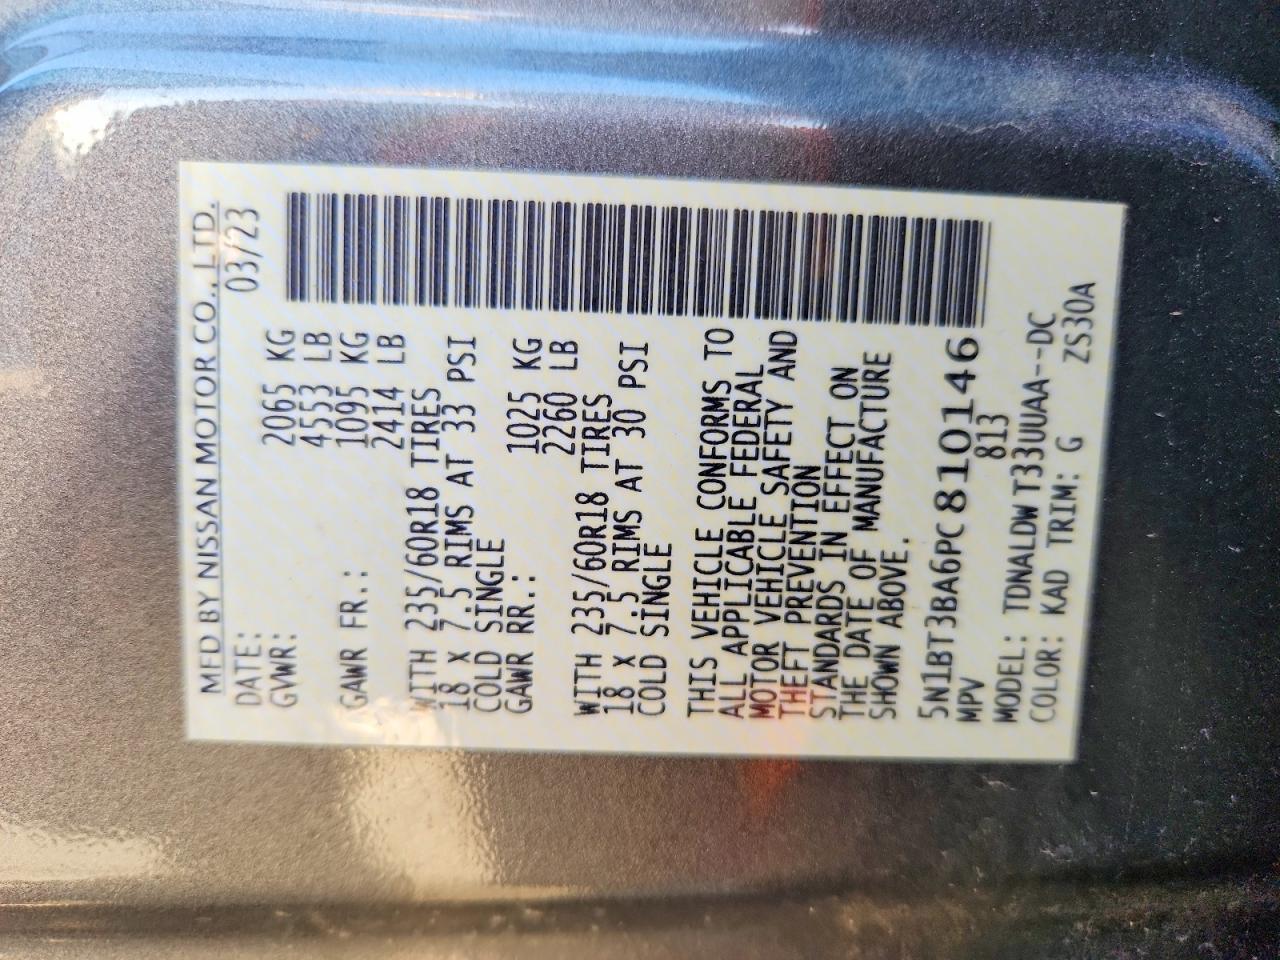 MFD BY NISSAN MOTOR CO., LTD.
DATE: 03/23
GVWR: 2065 KG
4553 LB
GAWR FR.: 1095 KG
2414 LB
WITH 235/60R18 TIRES
18 X 7.5 RIMS AT 33 PSI
COLD SINGLE
GAWR RR.: 1025 KG
2260 LB
WITH 235/60R18 TIRES
18 X 7.5 RIMS AT 30 PSI
COLD SINGLE
THIS VEHICLE CONFORMS TO
ALL APPLICABLE FEDERAL
MOTOR VEHICLE SAFETY AND
THEFT PREVENTION
STANDARDS IN EFFECT ON
THE DATE OF MANUFACTURE
SHOWN ABOVE.
5N1BT3BA6PC810146
MPV 813
MODEL: TDNALDW T33UUAA--DC
COLOR: KAD TRIM: G ZS30A